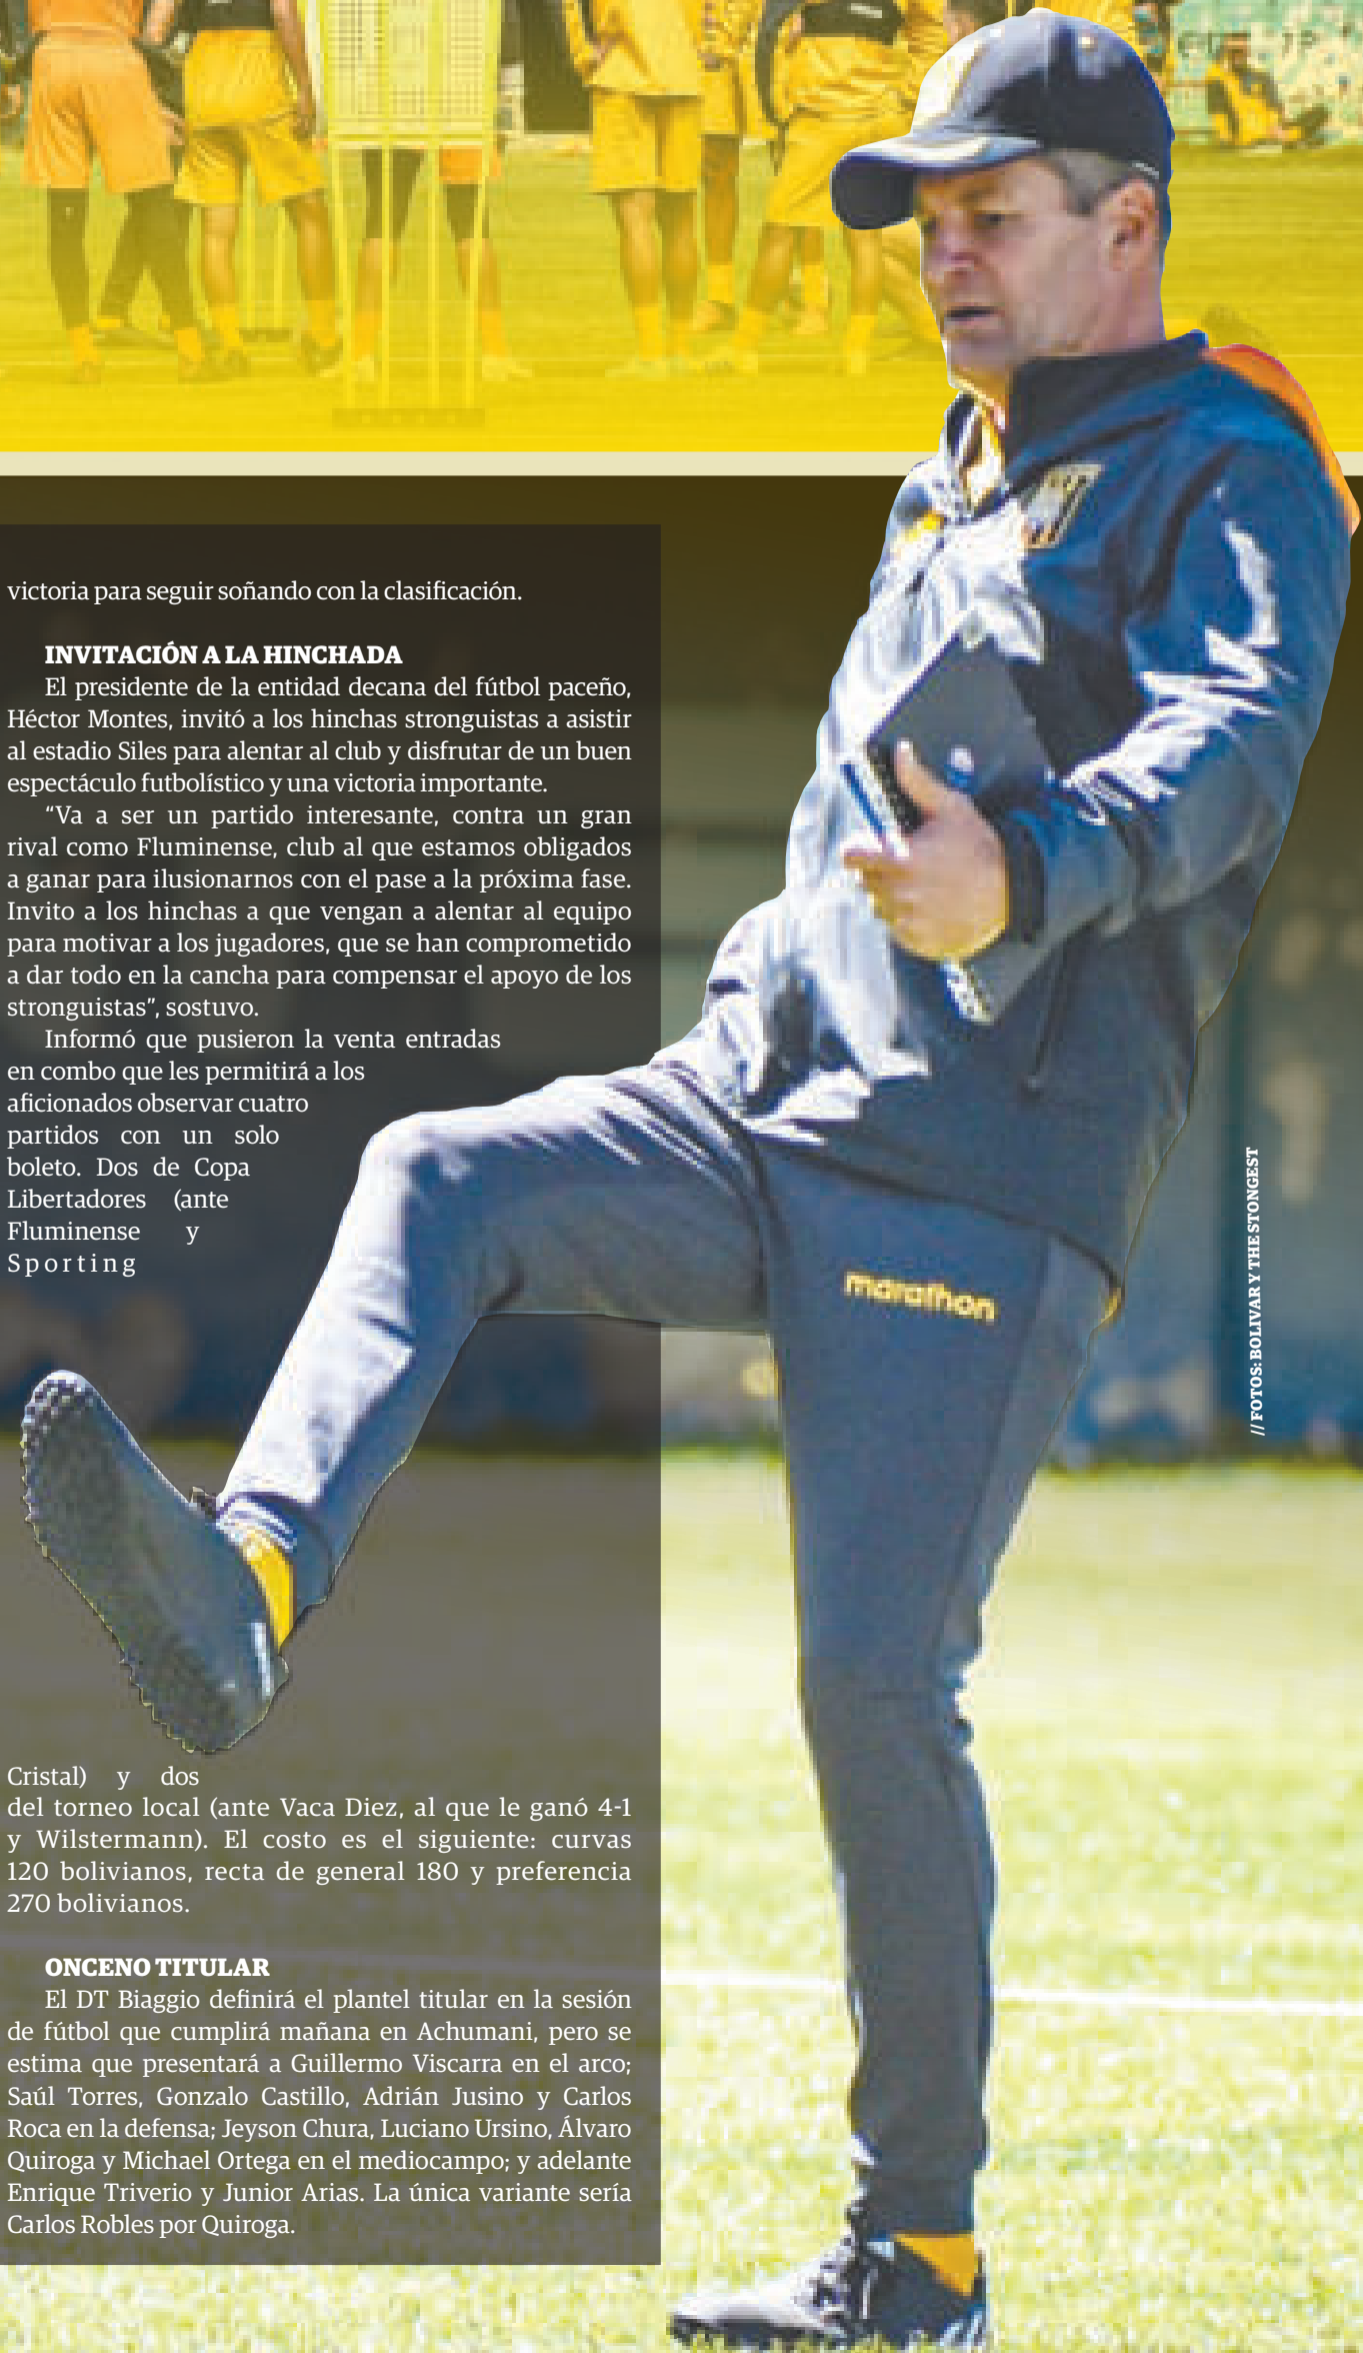 victoria para seguir soñando con la clasificación.
INVITACIÓN A LA HINCHADA
El presidente de la entidad decana del fútbol paceño,
Héctor Montes, invitó a los hinchas stronguistas a asistir
al estadio Siles para alentar al club y disfrutar de un buen
espectáculo futbolístico y una victoria importante.
“Va a ser un partido interesante, contra un gran
rival como Fluminense, club al que estamos obligados
a ganar para ilusionarnos con el pase a la próxima fase.
Invito a los hinchas a que vengan a alentar al equipo
para motivar a los jugadores, que se han comprometido
a dar todo en la cancha para compensar el apoyo de los
stronguistas”, sostuvo.
Informó que pusieron la venta entradas
en combo que les permitirá a los
aficionados observar cuatro
partidos con un solo
boleto. Dos de Copa
Libertadores (ante
Fluminense y
Sporting
Cristal) y dos
del torneo local (ante Vaca Diez, al que le ganó 4-1
y Wilstermann). El costo es el siguiente: curvas
120 bolivianos, recta de general 180 y preferencia
270 bolivianos.
ONCENO TITULAR
El DT Biaggio definirá el plantel titular en la sesión
de fútbol que cumplirá mañana en Achumani, pero se
estima que presentará a Guillermo Viscarra en el arco;
Saúl Torres, Gonzalo Castillo, Adrián Jusino y Carlos
Roca en la defensa; Jeyson Chura, Luciano Ursino, Álvaro
Quiroga y Michael Ortega en el mediocampo; y adelante
Enrique Triverio y Junior Arias. La única variante sería
Carlos Robles por Quiroga.
marathon
// FOTOS: BOLIVAR Y THE STONGEST